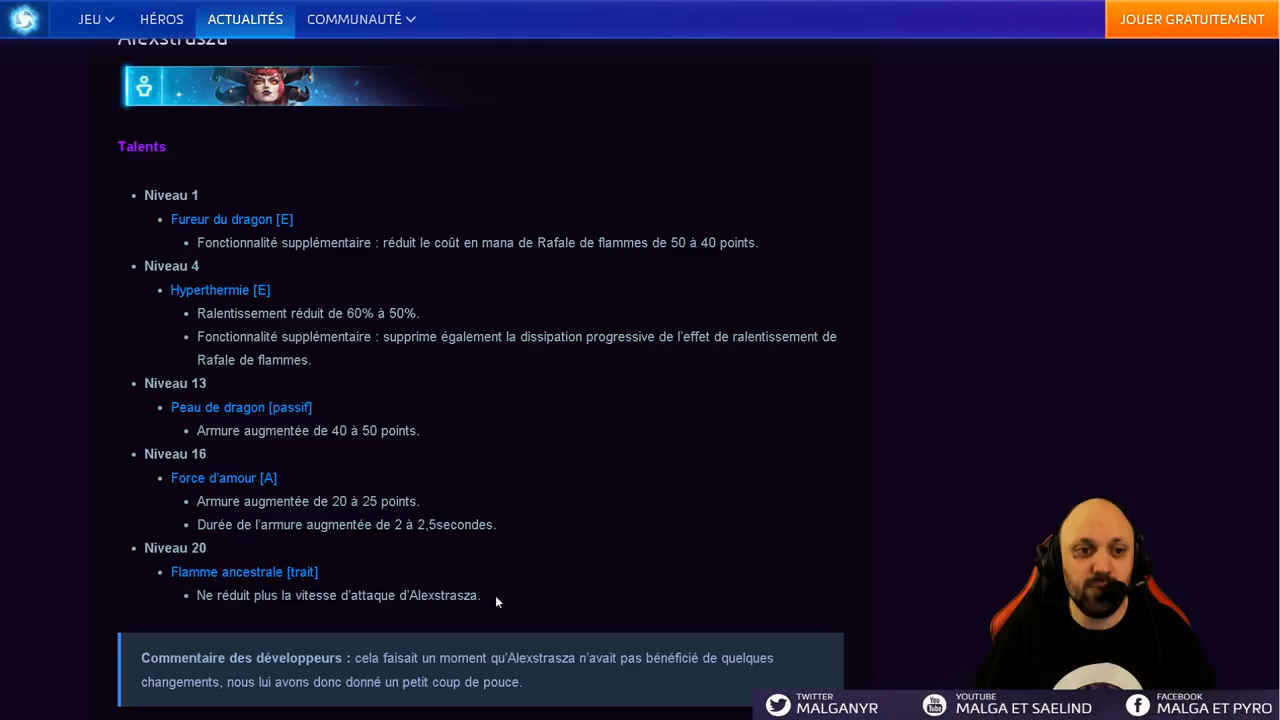 JEU
HÉROS
ACTUALITÉS
COMMUNAUTÉ
JOUER GRATUITEMENT
Alexstrasza
Talents
Niveau 1
Fureur du dragon [E]
Fonctionnalité supplémentaire : réduit le coût en mana de Rafale de flammes de 50 à 40 points.
Niveau 4
Hyperthermie [E]
Ralentissement réduit de 60% à 50%.
Fonctionnalité supplémentaire : supprime également la dissipation progressive de l’effet de ralentissement de
Rafale de flammes.
Niveau 13
Peau de dragon [passif]
Armure augmentée de 40 à 50 points.
Niveau 16
Force d’amour [A]
Armure augmentée de 20 à 25 points.
Durée de l’armure augmentée de 2 à 2,5secondes.
Niveau 20
Flamme ancestrale [trait]
Ne réduit plus la vitesse d’attaque d’Alexstrasza.
Commentaire des développeurs : cela faisait un moment qu’Alexstrasza n’avait pas bénéficié de quelques
changements, nous lui avons donc donné un petit coup de pouce.
TWITTER
MALGANYR
YOUTUBE
MALGA ET SAELIND
FACEBOOK
MALGA ET PYRO